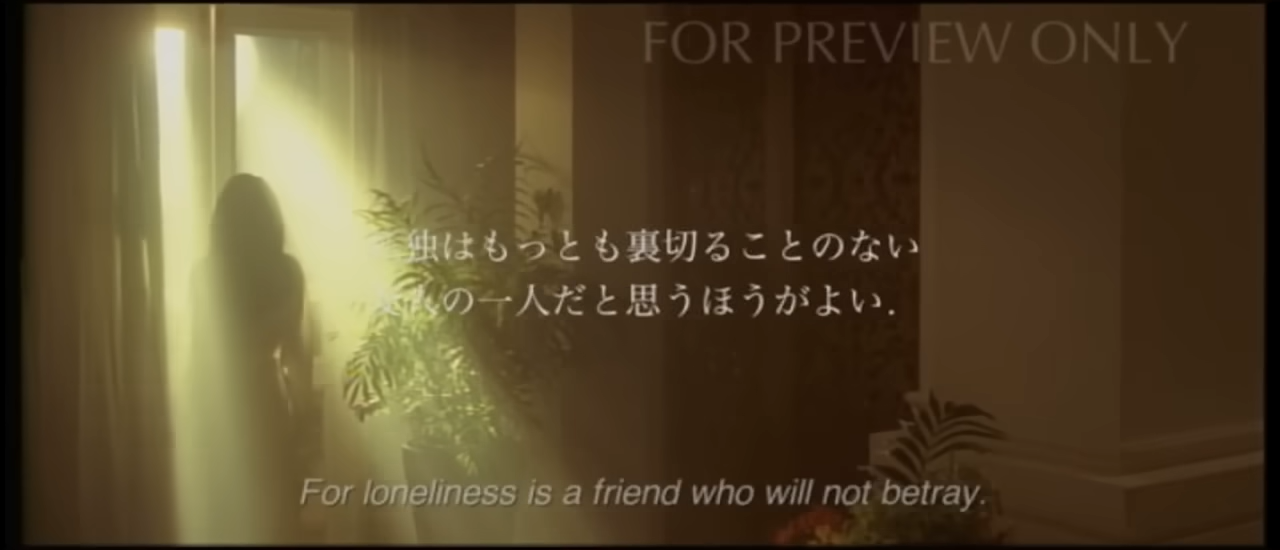 FOR PREVIEW ONLY
独はもっとも裏切ることのない
の一人だと思うほうがよい.
For loneliness is a friend who will not betray.